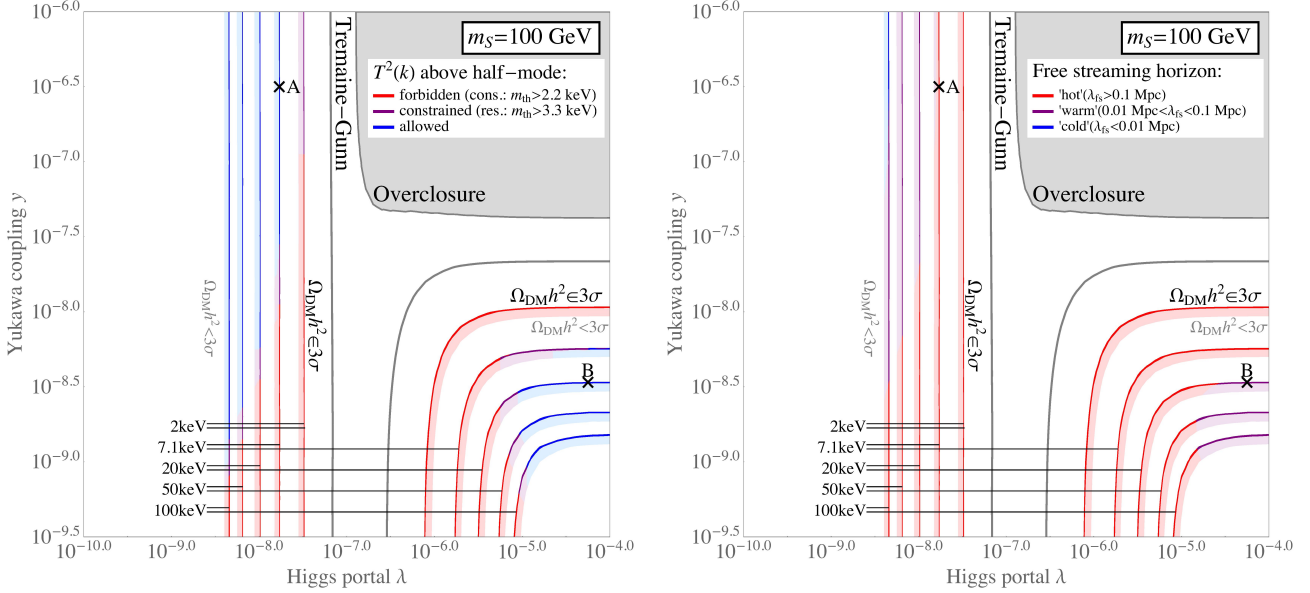 Yukawa coupling y
10^−6.0
10^−6.5
10^−7.0
10^−7.5
10^−8.0
10^−8.5
10^−9.0
10^−9.5
10^−10.0
10^−9.0
10^−8.0
10^−7.0
10^−6.0
10^−5.0
10^−4.0
Higgs portal λ
m_S=100 GeV
T²(k) above half−mode:
forbidden (cons.: m_th>2.2 keV)
constrained (res.: m_th>3.3 keV)
allowed
Tremaine−Gunn
Overclosure
A
B
Ω_DM h²<3σ
Ω_DM h²∈3σ
Ω_DM h²∈3σ
Ω_DM h²<3σ
2keV
7.1keV
20keV
50keV
100keV
Yukawa coupling y
10^−6.0
10^−6.5
10^−7.0
10^−7.5
10^−8.0
10^−8.5
10^−9.0
10^−9.5
10^−10.0
10^−9.0
10^−8.0
10^−7.0
10^−6.0
10^−5.0
10^−4.0
Higgs portal λ
m_S=100 GeV
Free streaming horizon:
'hot'(λ_fs>0.1 Mpc)
'warm'(0.01 Mpc<λ_fs<0.1 Mpc)
'cold'(λ_fs<0.01 Mpc)
Tremaine−Gunn
Overclosure
A
B
Ω_DM h²<3σ
Ω_DM h²∈3σ
Ω_DM h²∈3σ
Ω_DM h²<3σ
2keV
7.1keV
20keV
50keV
100keV